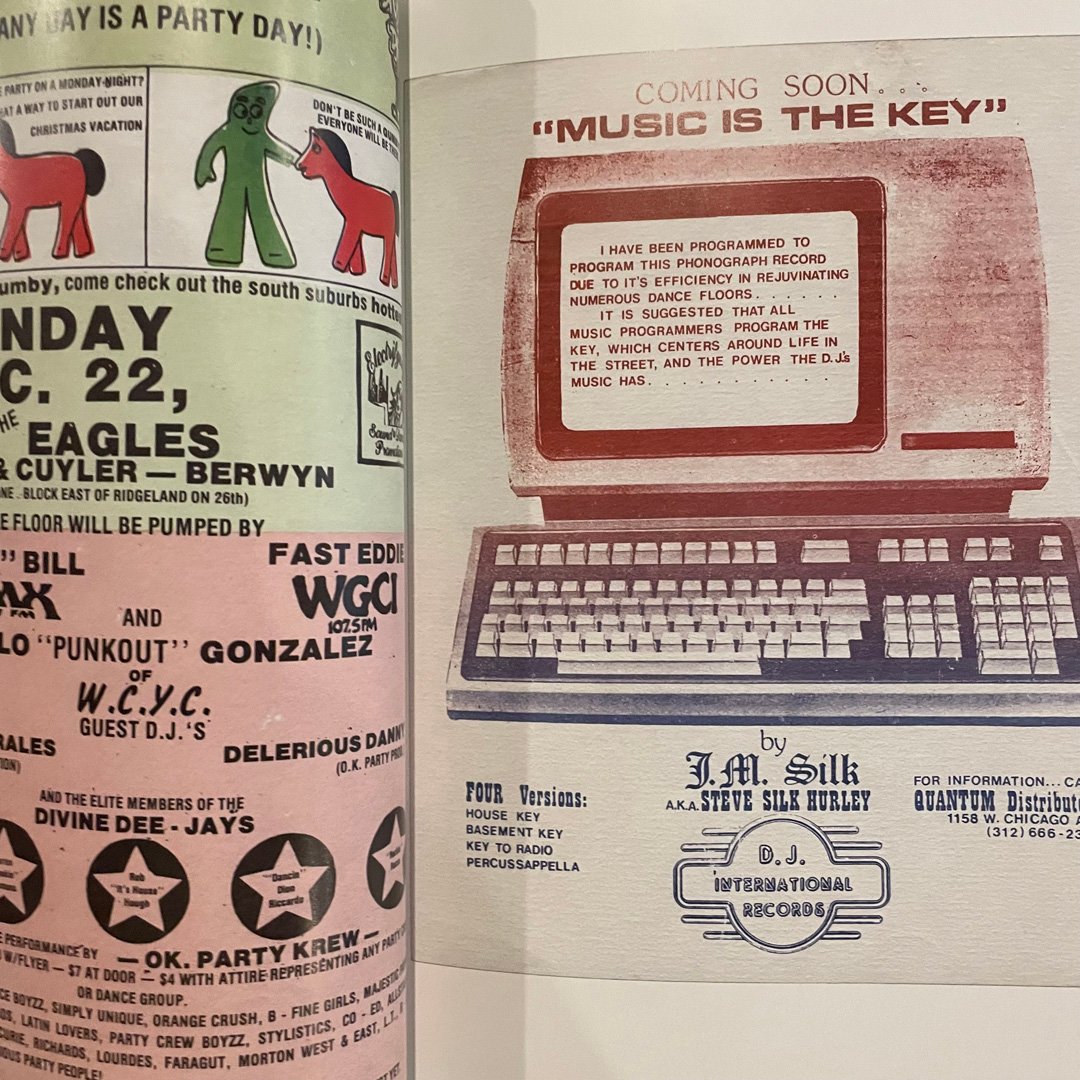 ANY DAY IS A PARTY DAY!)
PARTY ON A MONDAY-NIGHT?
AT A WAY TO START OUT OUR
CHRISTMAS VACATION
DON'T BE SUCH A
EVERYONE WILL BE
come check out the south suburbs
NDAY
C. 22,
THE
EAGLES
& CUYLER — BERWYN
BLOCK EAST OF RIDGELAND ON 26th)
FLOOR WILL BE PUMPED BY
" BILL
FM
FAST EDDIE
WGCI
107.5 FM
AND
LO "PUNKOUT" GONZALEZ
OF
W.C.Y.C.
GUEST D.J.'S
RALES
DELERIOUS DANNY
(O.K. PARTY
AND THE ELITE MEMBERS OF THE
DIVINE DEE-JAYS
Rob
"It's House"
Hough
"Dancin'
Dion
Riccardo
PERFORMANCE BY
— OK. PARTY KREW —
W/FLYER — $7 AT DOOR — $4 WITH ATTIRE REPRESENTING ANY PARTY
OR DANCE GROUP.
BOYZZ, SIMPLY UNIQUE, ORANGE CRUSH, B - FINE GIRLS,
LATIN LOVERS, PARTY CREW BOYZZ, STYLISTICS, CO - ED,
RICHARDS, LOURDES, FARAGUT, MORTON WEST & EAST, L.T.,
PARTY PEOPLE!
COMING SOON...
"MUSIC IS THE KEY"
I HAVE BEEN PROGRAMMED TO
PROGRAM THIS PHONOGRAPH RECORD
DUE TO IT'S EFFICIENCY IN REJUVINATING
NUMEROUS DANCE FLOORS.......
IT IS SUGGESTED THAT ALL
MUSIC PROGRAMMERS PROGRAM THE
KEY, WHICH CENTERS AROUND LIFE IN
THE STREET, AND THE POWER THE D.J.'s
MUSIC HAS.............
by
J.M. Silk
A.K.A. STEVE SILK HURLEY
FOUR Versions:
HOUSE KEY
BASEMENT KEY
KEY TO RADIO
PERCUSSAPPELLA
D.J.
INTERNATIONAL
RECORDS
FOR INFORMATION...CA
QUANTUM Distribut
1158 W. CHICAGO A
(312) 666-23